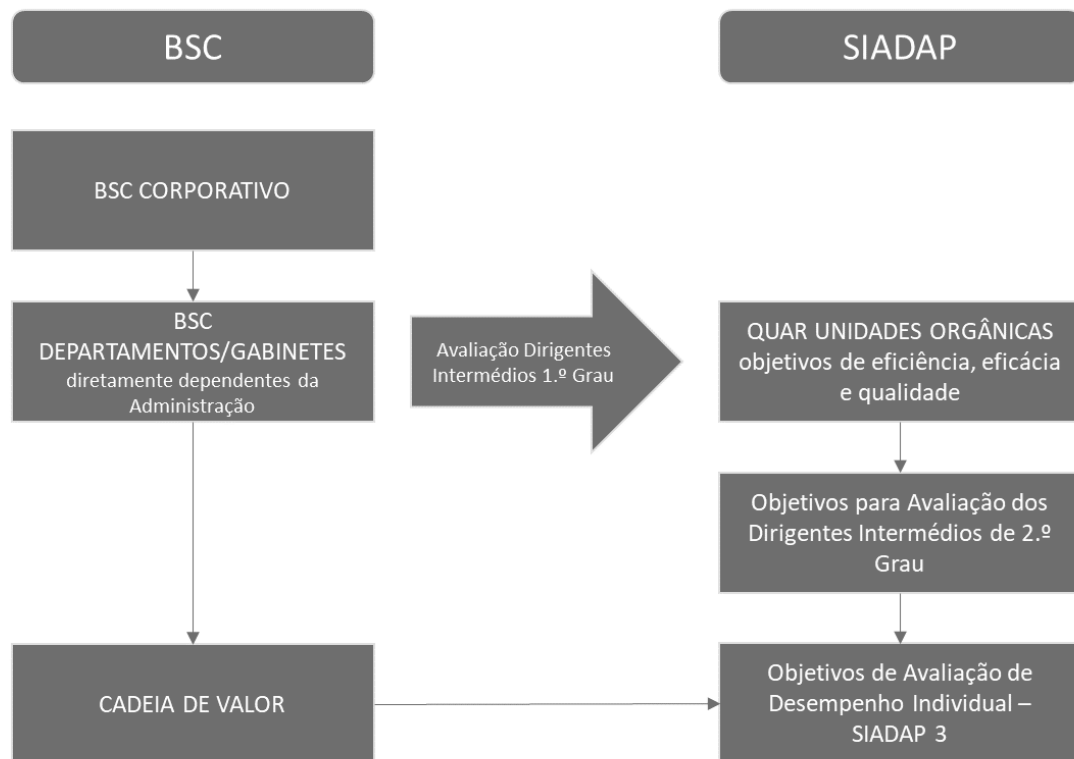 BSC
SIADAP
BSC CORPORATIVO
BSC
DEPARTAMENTOS/GABINETES
diretamente dependentes da
Administração
Avaliação Dirigentes
Intermédios 1.º Grau
QUAR UNIDADES ORGÂNICAS
objetivos de eficiência, eficácia
e qualidade
Objetivos para Avaliação dos
Dirigentes Intermédios de 2.º
Grau
CADEIA DE VALOR
Objetivos de Avaliação de
Desempenho Individual –
SIADAP 3